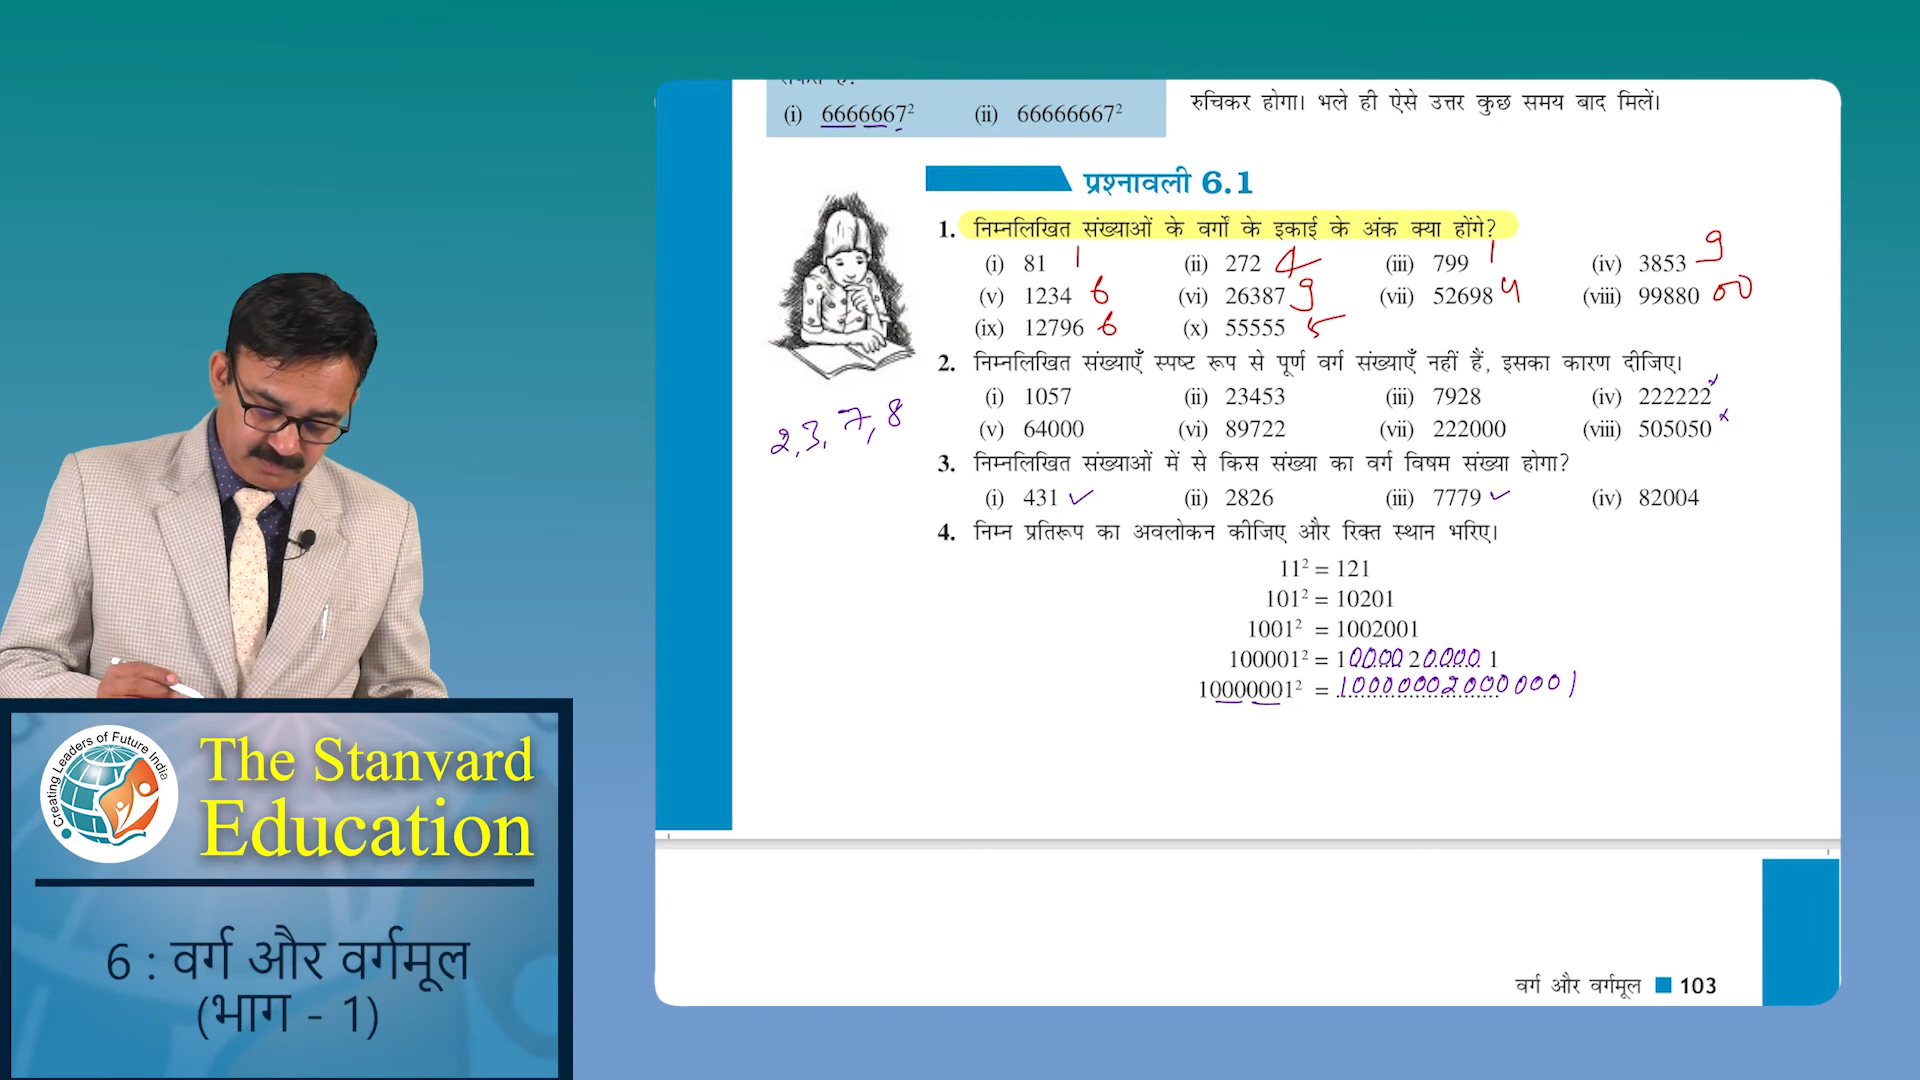 (i) 6666667² (ii) 66666667²
रुचिकर होगा। भले ही ऐसे उत्तर कुछ समय बाद मिलें।
प्रश्नावली 6.1
1. निम्नलिखित संख्याओं के वर्गों के इकाई के अंक क्या होंगे?
(i) 81 1 (ii) 272 4 (iii) 799 1 (iv) 3853 9
(v) 1234 6 (vi) 26387 9 (vii) 52698 4 (viii) 99880 00
(ix) 12796 6 (x) 55555 5
2. निम्नलिखित संख्याएँ स्पष्ट रूप से पूर्ण वर्ग संख्याएँ नहीं हैं, इसका कारण दीजिए।
(i) 1057 (ii) 23453 (iii) 7928 (iv) 222222
(v) 64000 (vi) 89722 (vii) 222000 (viii) 505050
2, 3, 7, 8
3. निम्नलिखित संख्याओं में से किस संख्या का वर्ग विषम संख्या होगा?
(i) 431 ✓ (ii) 2826 (iii) 7779 ✓ (iv) 82004
4. निम्न प्रतिरूप का अवलोकन कीजिए और रिक्त स्थान भरिए।
11² = 121
101² = 10201
1001² = 1002001
100001² = 1 0000 2 0000 1
10000001² = 100000020000001
वर्ग और वर्गमूल 103
Creating Leaders of Future India
The Stanvard
Education
6 : वर्ग और वर्गमूल
(भाग - 1)